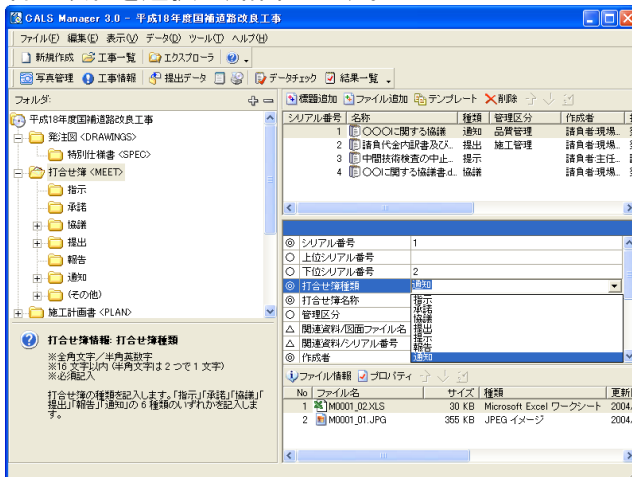 CALS Manager 3.0 - 平成18年度国補道路改良工事
ファイル(F) 編集(E) 表示(V) データ(D) ツール(T) ヘルプ(H)
新規作成 工事一覧 エクスプローラ
写真管理 工事情報 提出データ データチェック 結果一覧
フォルダ:
平成18年度国補道路改良工事
発注図 <DRAWINGS>
特別仕様書 <SPEC>
打合せ簿 <MEET>
指示
承諾
協議
提出
報告
通知
(その他)
施工計画書 <PLAN>
打合せ簿情報: 打合せ簿種類
※全角文字/半角英数字
※16 文字以内 (半角文字は 2 つで 1 文字)
※必須記入
打合せ簿の種類を記入します。「指示」「承諾」「協議」「
提出」「報告」「通知」の 6 種類のいずれかを記入しま
す。
標題追加 ファイル追加 テンプレート 削除
シリアル番号 名称 種類 管理区分 作成者
1 〇〇〇に関する協議 通知 品質管理 請負者:現場..
2 請負代金内訳書及び.. 提出 施工管理 請負者:現場..
3 中間技術検査の中止.. 提示 請負者:主任..
4 〇〇に関する協議書.d.. 協議 請負者:現場..
◎ シリアル番号 1
○ 上位シリアル番号
○ 下位シリアル番号 2
◎ 打合せ簿種類 通知
◎ 打合せ簿名称
○ 管理区分
△ 関連資料/図面ファイル名
△ 関連資料/シリアル番号
◎ 作成者
指示
承諾
協議
提出
提示
報告
通知
ファイル情報 プロパティ
No ファイル名 サイズ 種類 更新
1 M0001_02.XLS 30 KB Microsoft Excel ワークシート 2004/
2 M0001_01.JPG 355 KB JPEG イメージ 2004/